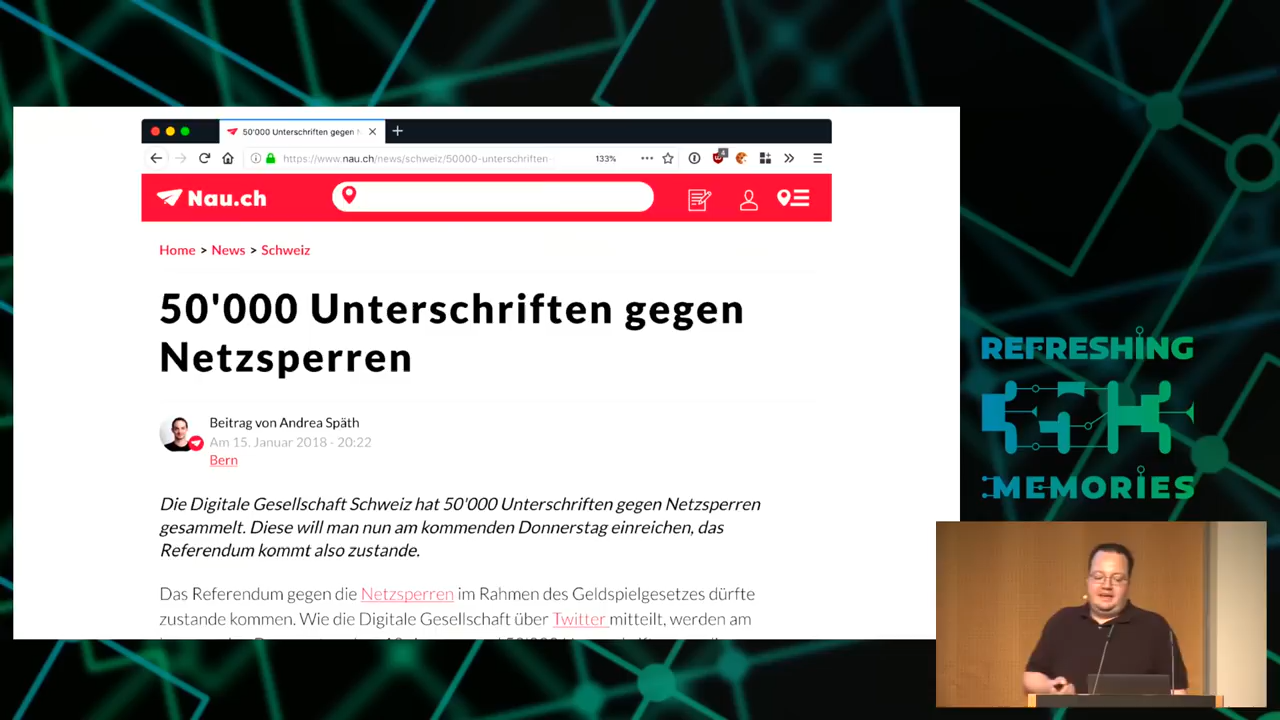 50'000 Unterschriften gegen
https://www.nau.ch/news/schweiz/50000-unterschriften-
133%
4
Nau.ch
Home > News > Schweiz
50'000 Unterschriften gegen
Netzsperren
Beitrag von Andrea Späth
Am 15. Januar 2018 - 20:22
Bern
Die Digitale Gesellschaft Schweiz hat 50'000 Unterschriften gegen Netzsperren
gesammelt. Diese will man nun am kommenden Donnerstag einreichen, das
Referendum kommt also zustande.
Das Referendum gegen die Netzsperren im Rahmen des Geldspielgesetzes dürfte
zustande kommen. Wie die Digitale Gesellschaft über Twitter mitteilt, werden am
REFRESHING
MEMORIES